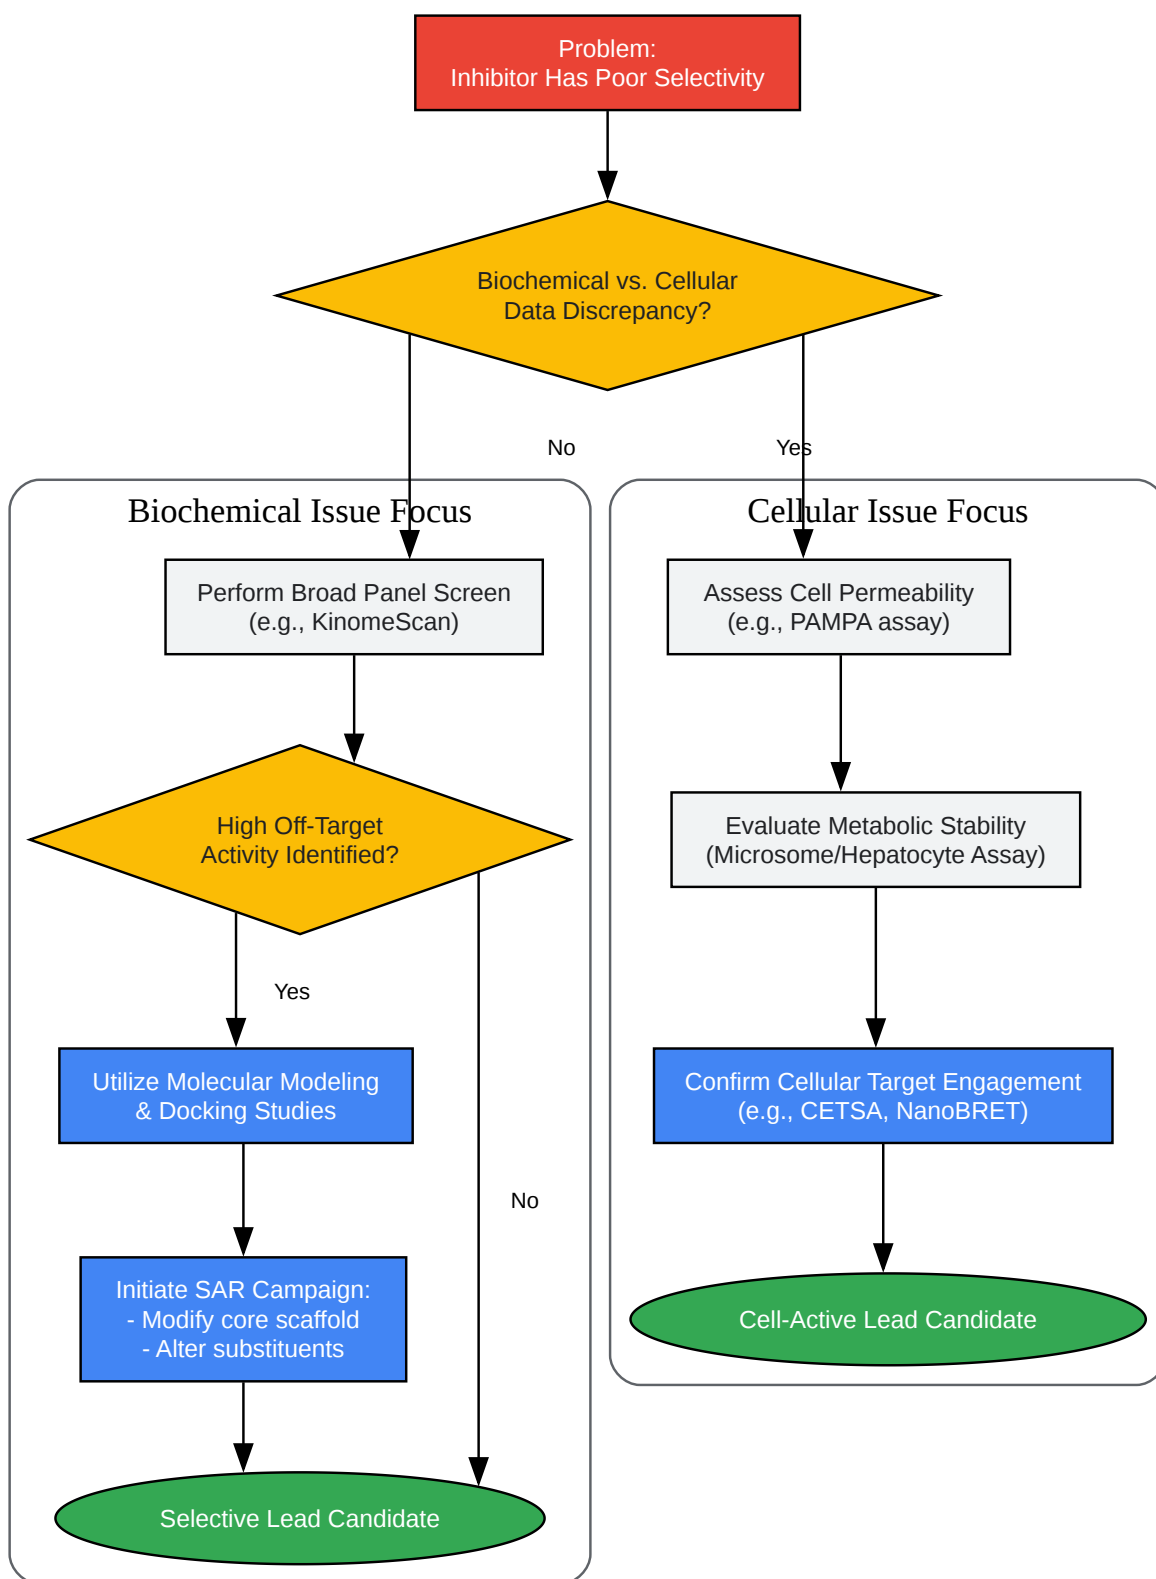 Problem:
Inhibitor Has Poor Selectivity
Biochemical vs. Cellular
Data Discrepancy?
No
Yes
Biochemical Issue Focus
Perform Broad Panel Screen
(e.g., KinomeScan)
High Off-Target
Activity Identified?
Yes
Utilize Molecular Modeling
& Docking Studies
No
Initiate SAR Campaign:
- Modify core scaffold
- Alter substituents
Selective Lead Candidate
Cellular Issue Focus
Assess Cell Permeability
(e.g., PAMPA assay)
Evaluate Metabolic Stability
(Microsome/Hepatocyte Assay)
Confirm Cellular Target Engagement
(e.g., CETSA, NanoBRET)
Cell-Active Lead Candidate